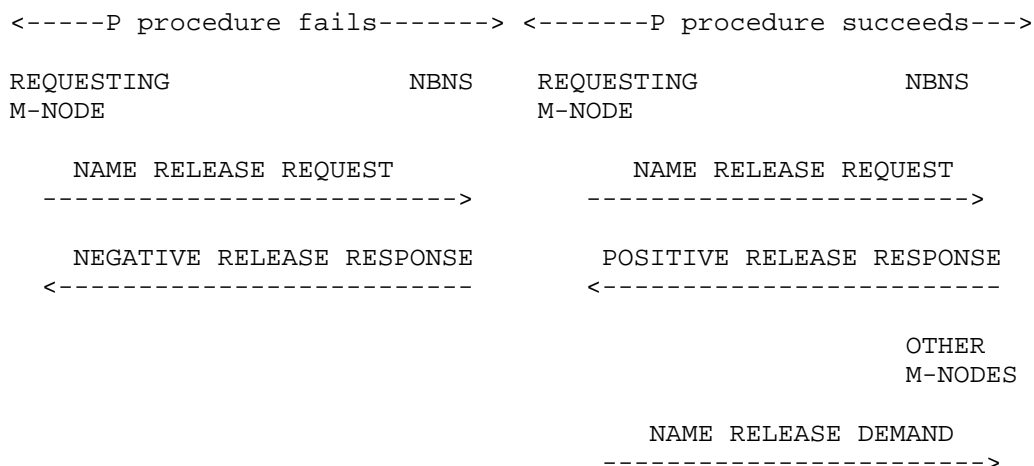 <-----P procedure fails-------> <-------P procedure succeeds--->
REQUESTING                 NBNS    REQUESTING             NBNS
M-NODE                             M-NODE
NAME RELEASE REQUEST               NAME RELEASE REQUEST
-------------------------->       ------------------------>
NEGATIVE RELEASE RESPONSE        POSITIVE RELEASE RESPONSE
<--------------------------       <-------------------------
OTHER
M-NODES
NAME RELEASE DEMAND
------------------------>